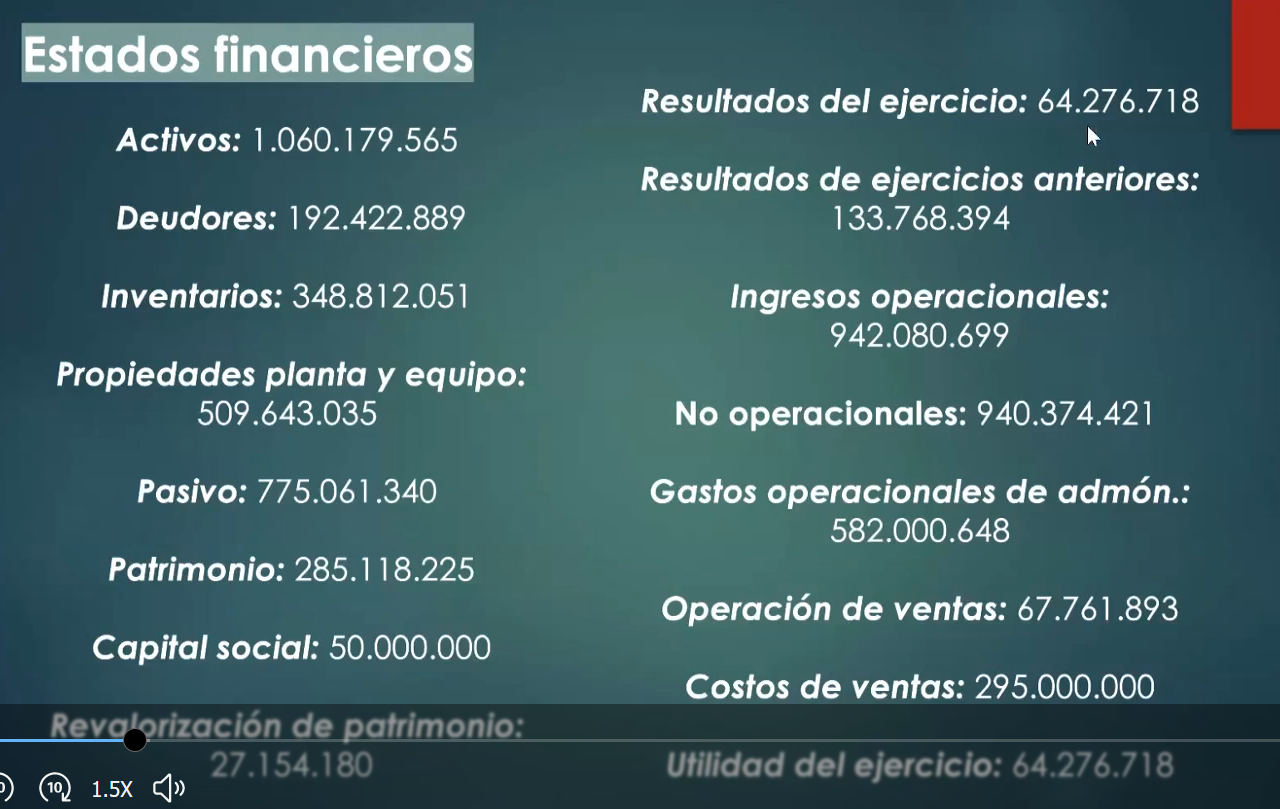 Estados financieros
Activos: 1.060.179.565
Deudores: 192.422.889
Inventarios: 348.812.051
Propiedades planta y equipo:
509.643.035
Pasivo: 775.061.340
Patrimonio: 285.118.225
Capital social: 50.000.000
Revalorización de patrimonio:
27.154.180
Resultados del ejercicio: 64.276.718
Resultados de ejercicios anteriores:
133.768.394
Ingresos operacionales:
942.080.699
No operacionales: 940.374.421
Gastos operacionales de admón.:
582.000.648
Operación de ventas: 67.761.893
Costos de ventas: 295.000.000
Utilidad del ejercicio: 64.276.718
10 1.5X